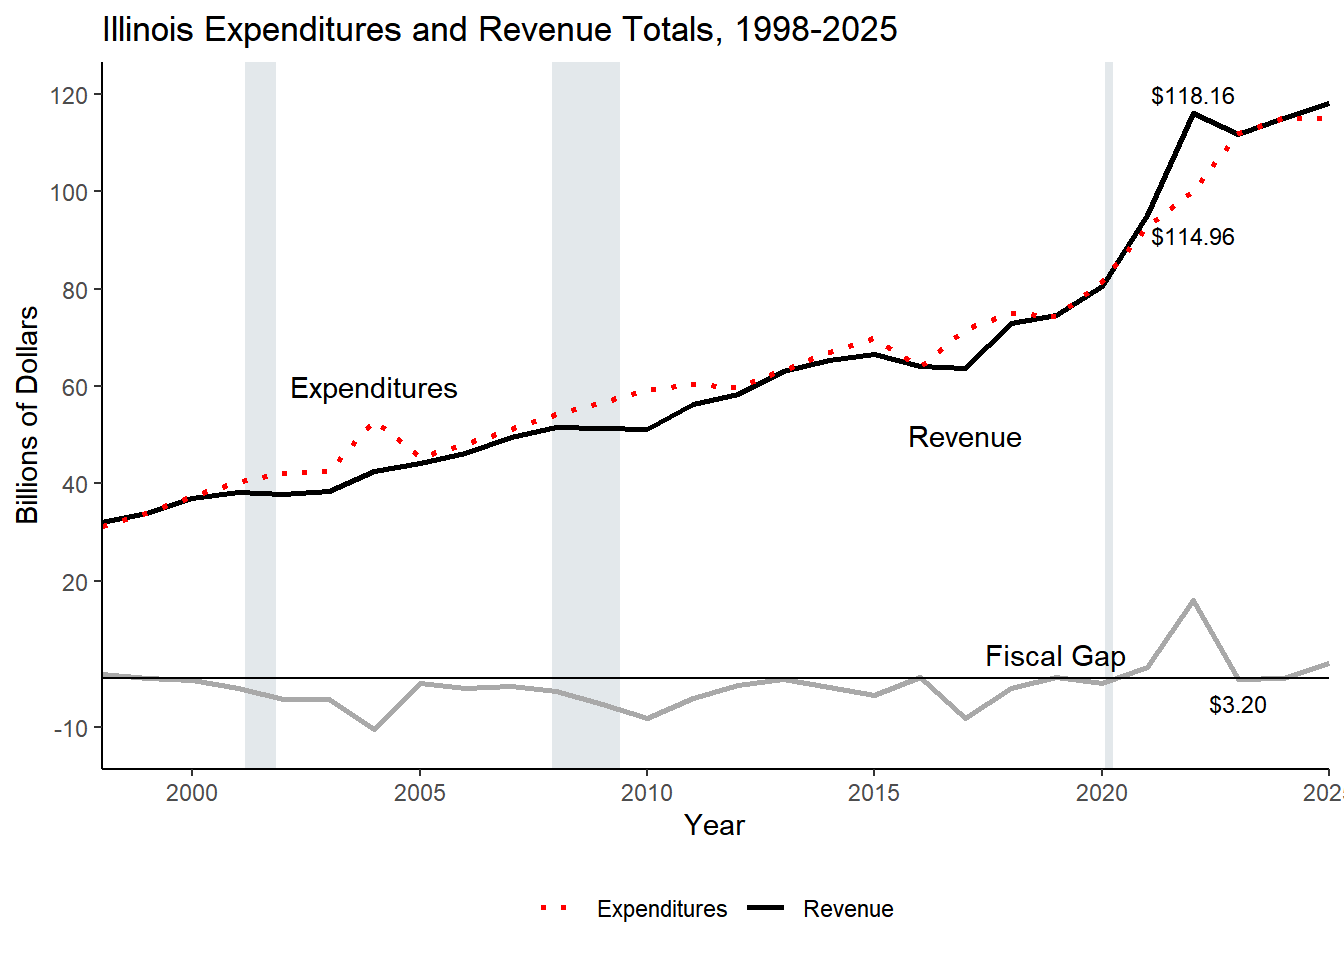 Illinois Expenditures and Revenue Totals, 1998-2025
Billions of Dollars
120
100
80
60
40
20
-10
$118.16
$114.96
Expenditures
Revenue
Fiscal Gap
$3.20
2000
2005
2010
2015
2020
202
Year
Expenditures
Revenue